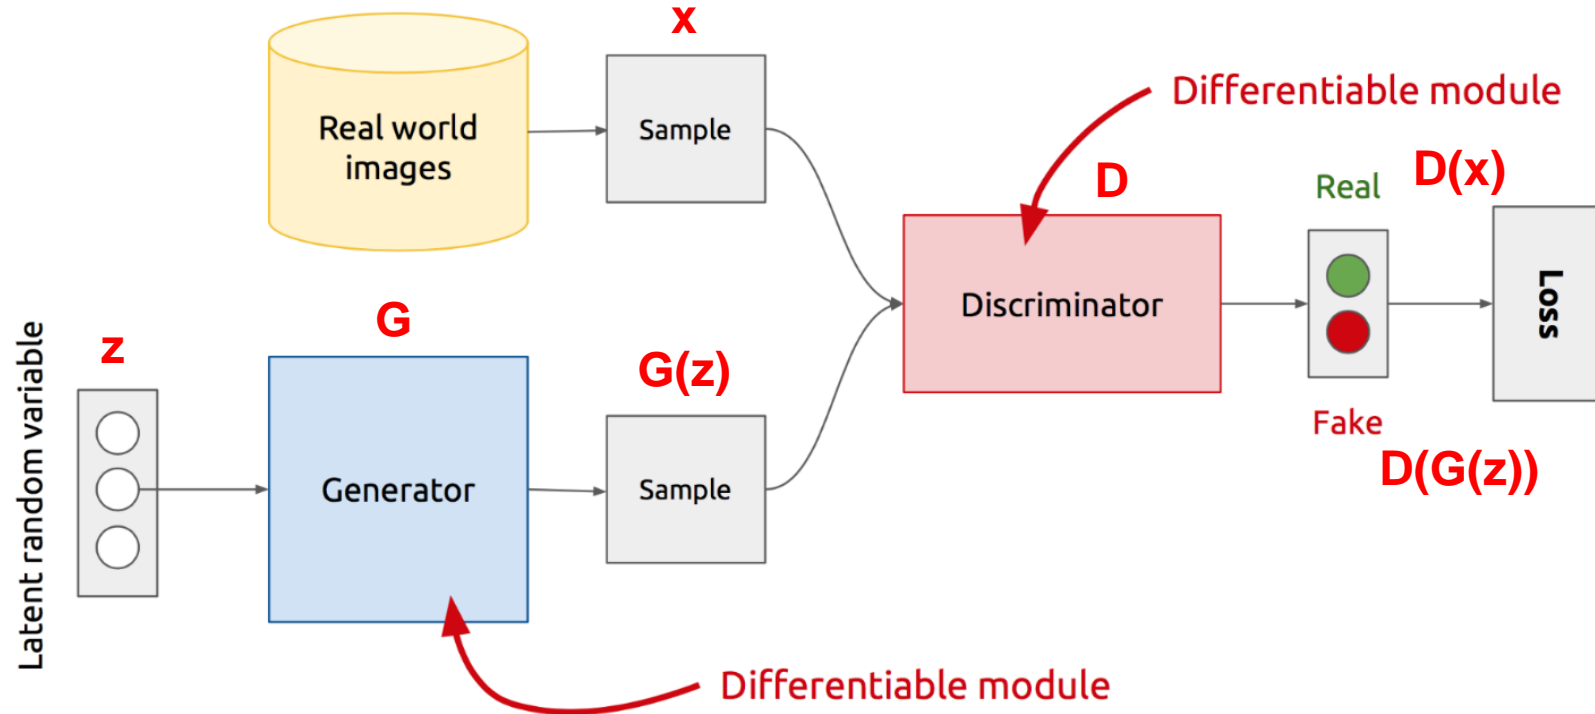 x
Real world
images
Sample
Differentiable module
D
Real
D(x)
Discriminator
Loss
Fake
D(G(z))
Latent random variable
z
G
Generator
G(z)
Sample
Differentiable module